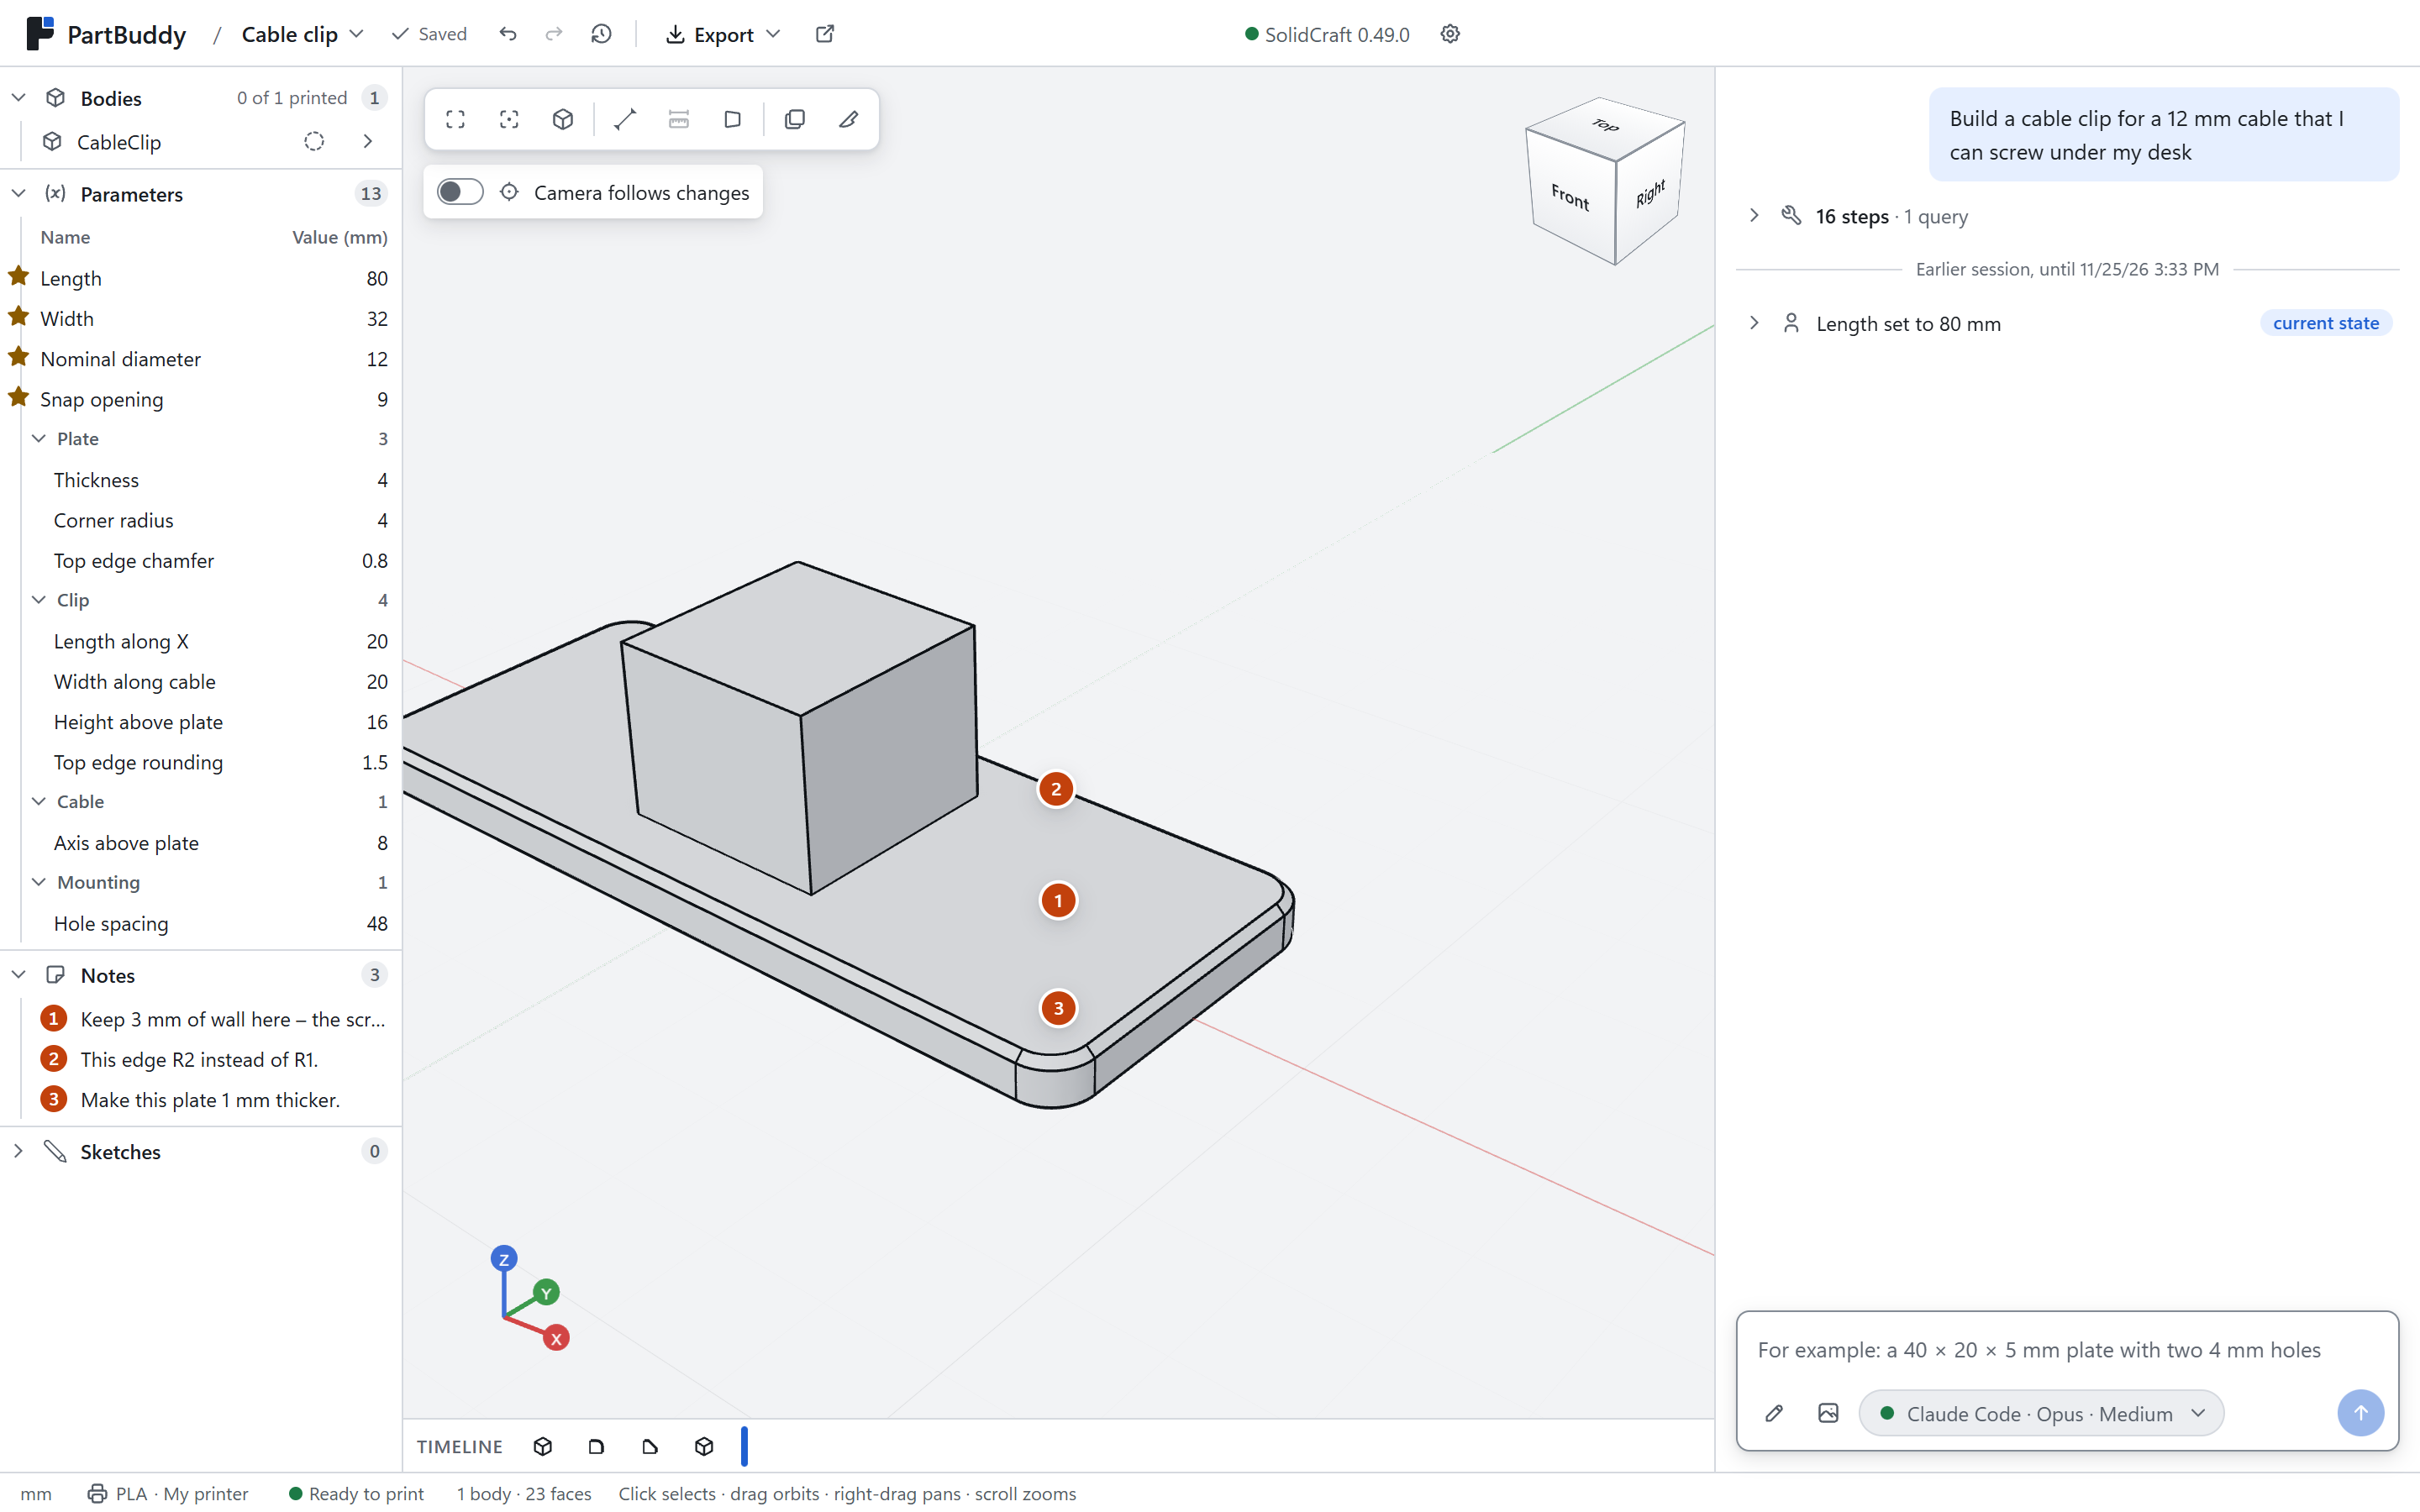 PartBuddy / Cable clip Saved Export SolidCraft 0.49.0
Bodies 0 of 1 printed 1
CableClip
Parameters 13
Name Value (mm)
Length 80
Width 32
Nominal diameter 12
Snap opening 9
Plate 3
Thickness 4
Corner radius 4
Top edge chamfer 0.8
Clip 4
Length along X 20
Width along cable 20
Height above plate 16
Top edge rounding 1.5
Cable 1
Axis above plate 8
Mounting 1
Hole spacing 48
Notes 3
1 Keep 3 mm of wall here – the scr...
2 This edge R2 instead of R1.
3 Make this plate 1 mm thicker.
Sketches 0
Camera follows changes
Top
Front
Right
2
1
3
Z
Y
X
TIMELINE
Build a cable clip for a 12 mm cable that I
can screw under my desk
16 steps · 1 query
Earlier session, until 11/25/26 3:33 PM
Length set to 80 mm current state
For example: a 40 × 20 × 5 mm plate with two 4 mm holes
Claude Code · Opus · Medium
mm PLA · My printer Ready to print 1 body · 23 faces Click selects · drag orbits · right-drag pans · scroll zooms